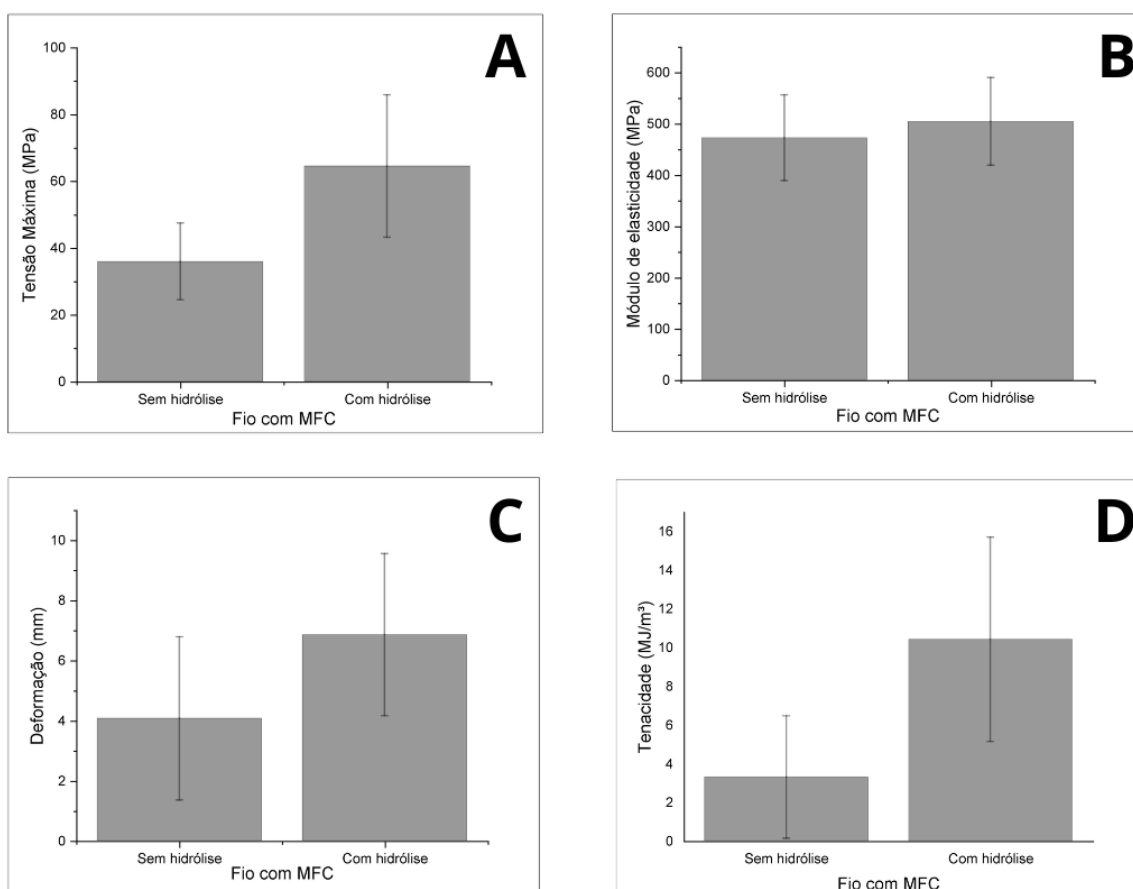 A
Tensão Máxima (MPa)
100
80
60
40
20
0
Sem hidrólise Com hidrólise
Fio com MFC
B
Módulo de elasticidade (MPa)
600
500
400
300
200
100
0
Sem hidrólise Com hidrólise
Fio com MFC
C
Deformação (mm)
10
8
6
4
2
0
Sem hidrólise Com hidrólise
Fio com MFC
D
Tenacidade (MJ/m³)
16
14
12
10
8
6
4
2
0
Sem hidrólise Com hidrólise
Fio com MFC